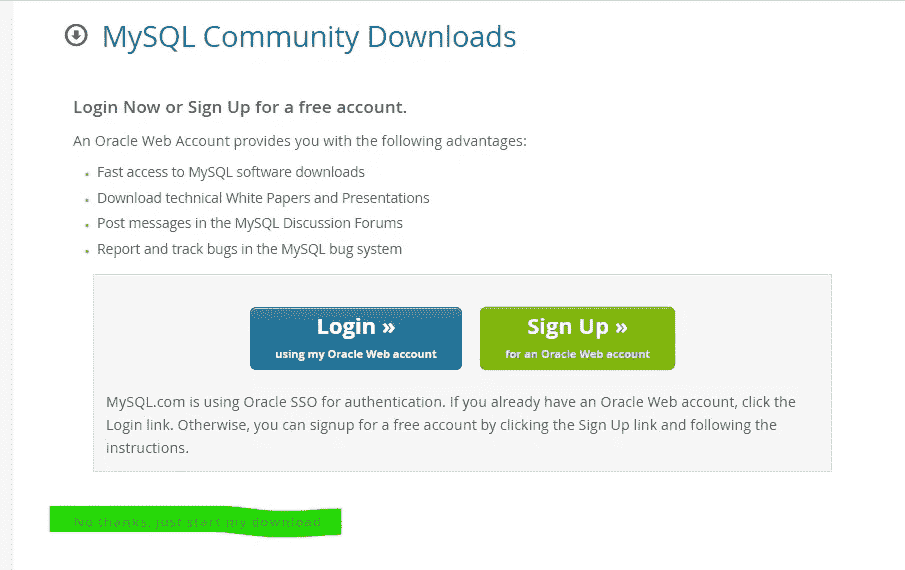 MySQL Community Downloads
Login Now or Sign Up for a free account.
An Oracle Web Account provides you with the following advantages:
Fast access to MySQL software downloads
Download technical White Papers and Presentations
Post messages in the MySQL Discussion Forums
Report and track bugs in the MySQL bug system
Login »
using my Oracle Web account
Sign Up »
for an Oracle Web account
MySQL.com is using Oracle SSO for authentication. If you already have an Oracle Web account, click the
Login link. Otherwise, you can signup for a free account by clicking the Sign Up link and following the
instructions.
No thanks, just start my download.